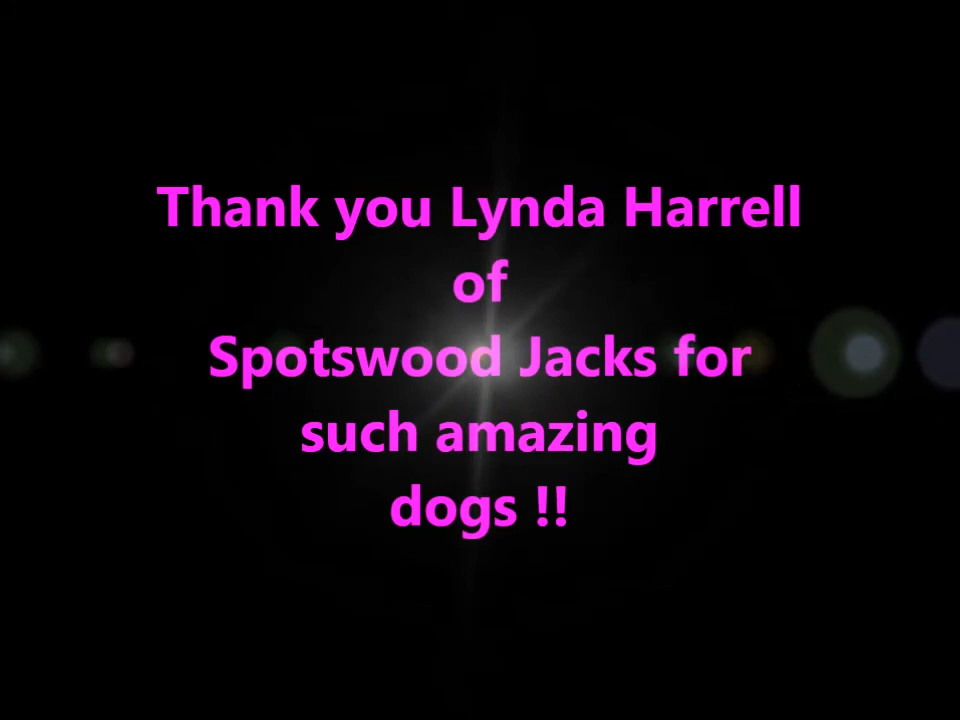 Thank you Lynda Harrell
of
Spotswood Jacks for
such amazing
dogs !!